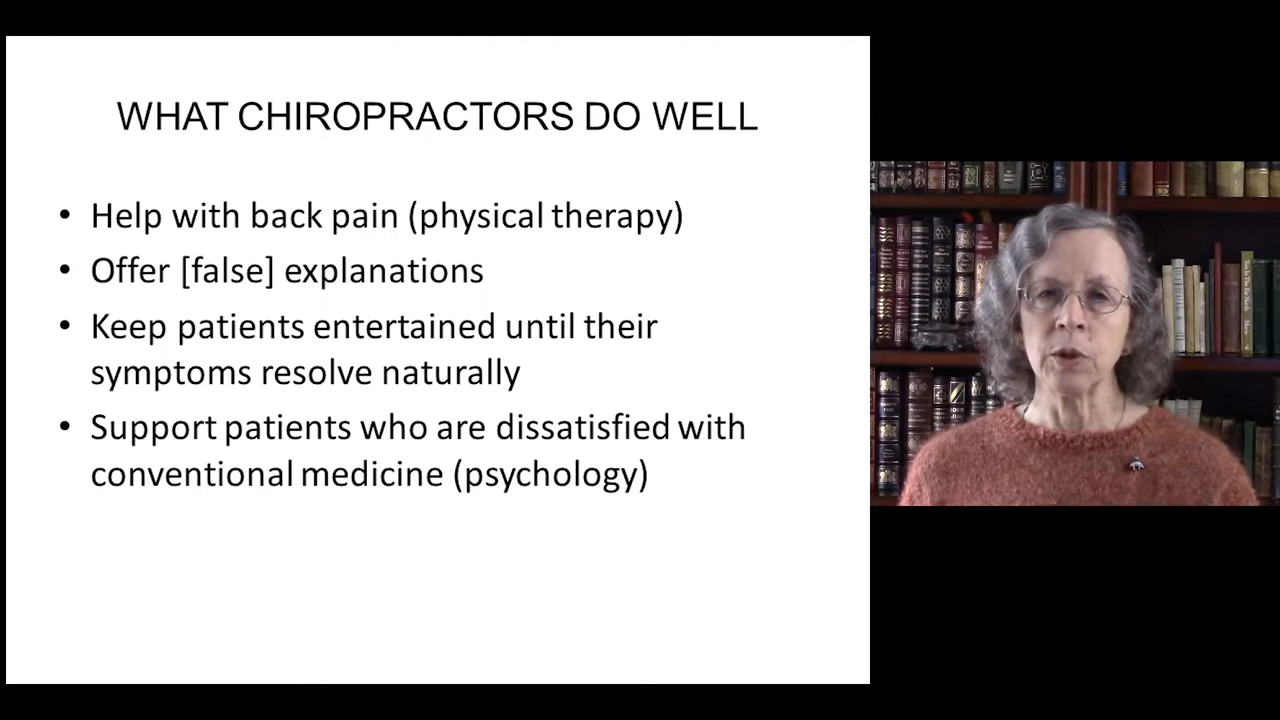 WHAT CHIROPRACTORS DO WELL
• Help with back pain (physical therapy)
• Offer [false] explanations
• Keep patients entertained until their
symptoms resolve naturally
• Support patients who are dissatisfied with
conventional medicine (psychology)